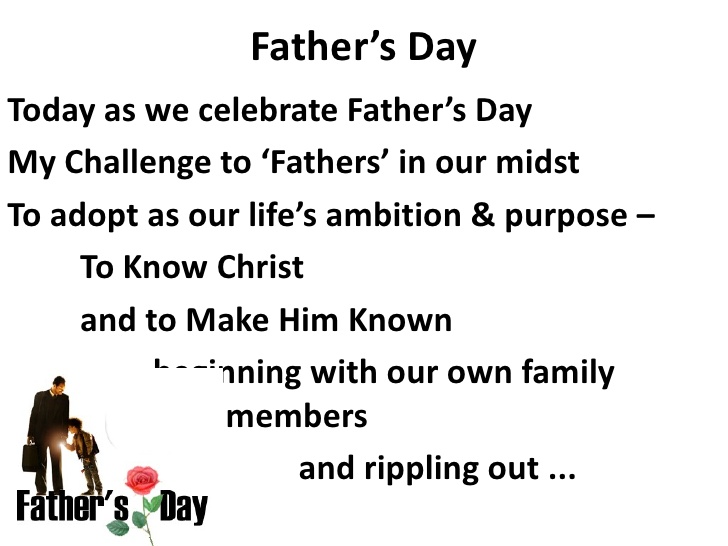 Father’s Day
Today as we celebrate Father’s Day
My Challenge to ‘Fathers’ in our midst
To adopt as our life’s ambition & purpose –
To Know Christ
and to Make Him Known
beginning with our own family
members
and rippling out ...
Father's Day